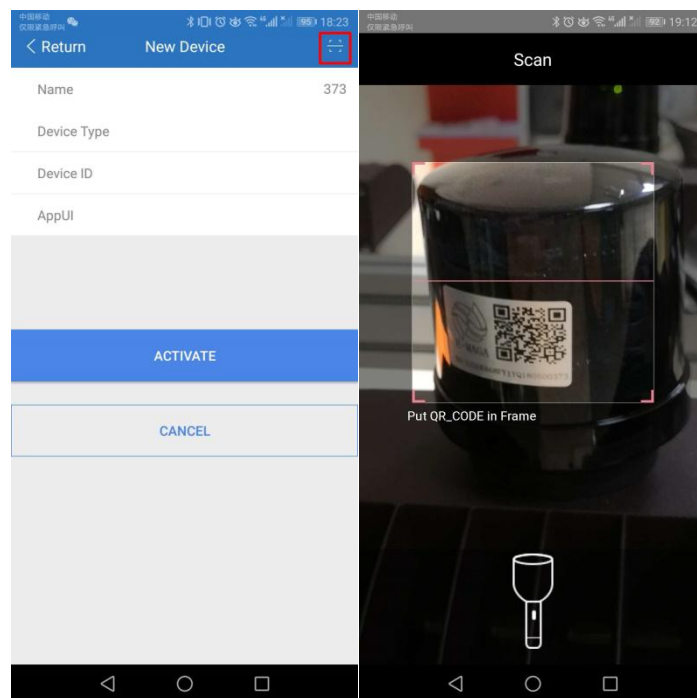 中国移动
仅限紧急呼叫
95 18:23
< Return New Device
Name 373
Device Type
Device ID
AppUI
ACTIVATE
CANCEL
中国移动
仅限紧急呼叫
92 19:12
Scan
Put QR_CODE in Frame